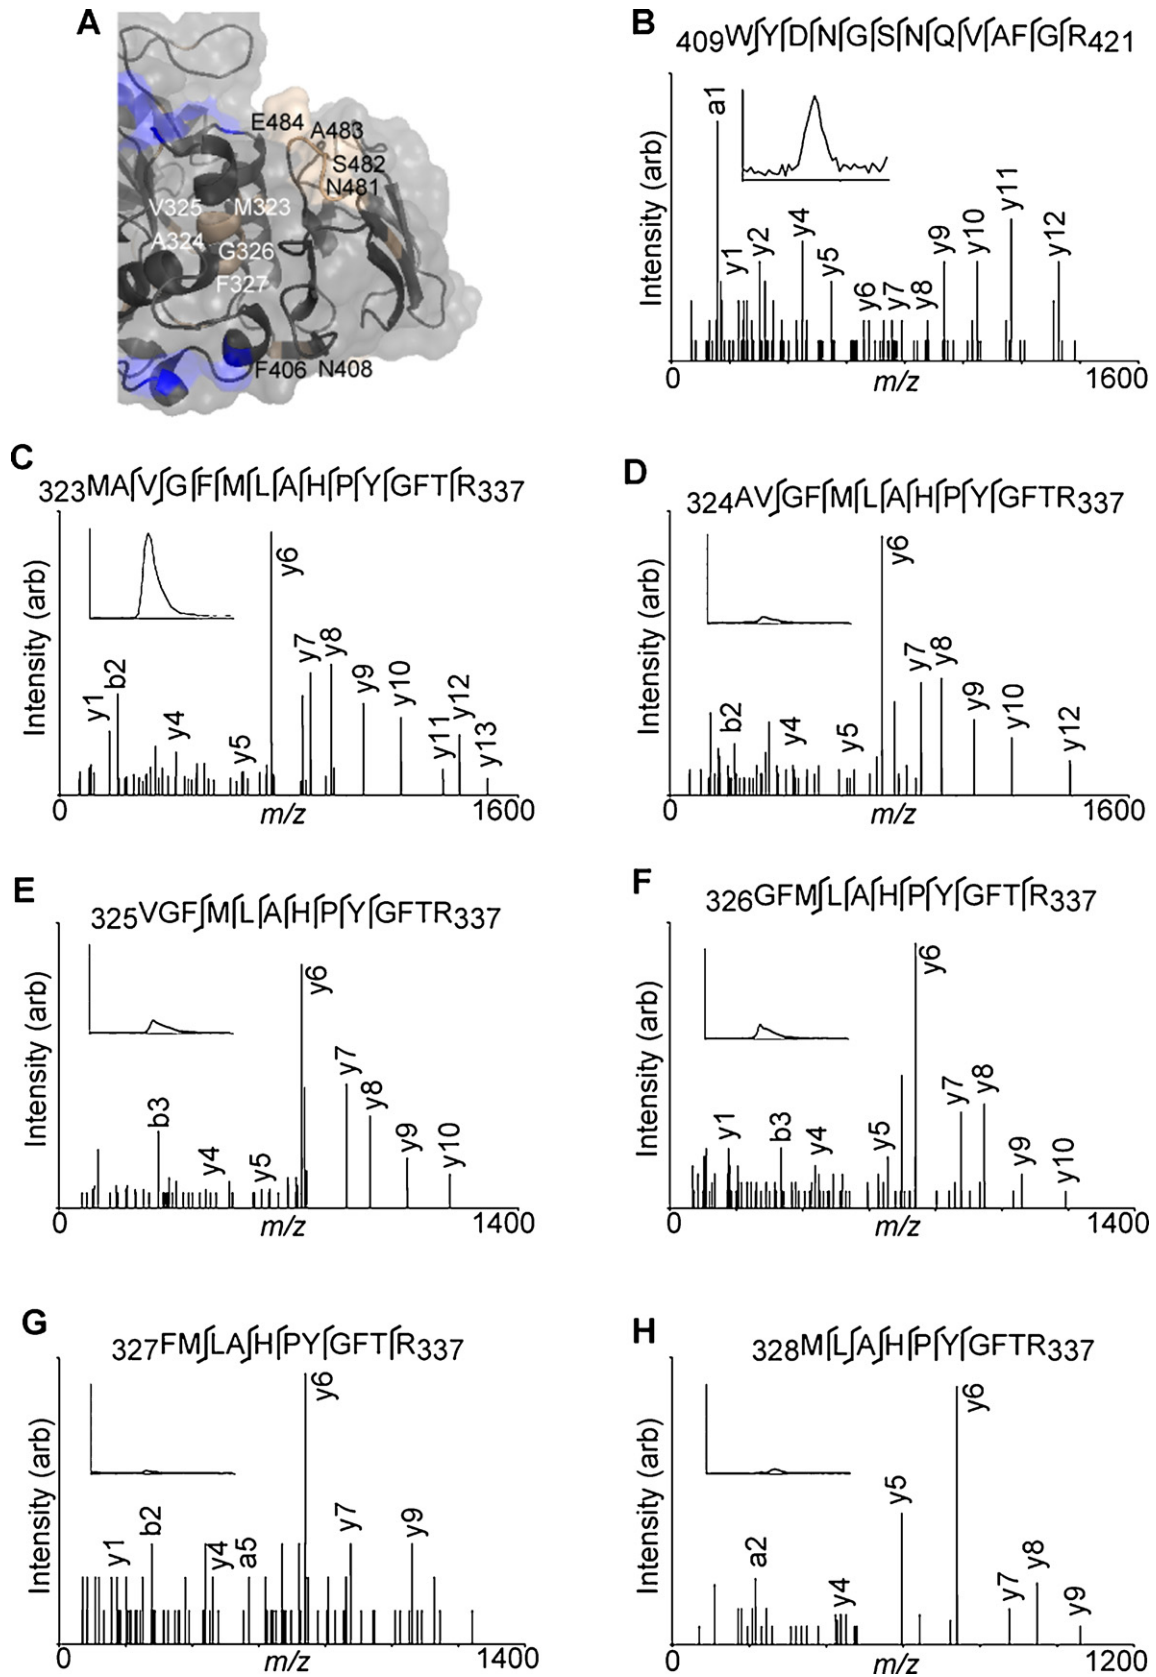 A
E484
A483
S482
N481
V325
M323
A324
G326
F327
F406
N408
B
409WYDNGSNQVAFGR421
Intensity (arb)
a1
y1
y2
y4
y5
y6
y7
y8
y9
y10
y11
y12
0
m/z
1600
C
323MAVGFMLAHPYGFTR337
Intensity (arb)
y1
b2
y4
y5
y6
y7
y8
y9
y10
y11
y12
y13
0
m/z
1600
D
324AVGFMLAHPYGFTR337
Intensity (arb)
b2
y4
y5
y6
y7
y8
y9
y10
y12
0
m/z
1600
E
325VGFMLAHPYGFTR337
Intensity (arb)
b3
y4
y5
y6
y7
y8
y9
y10
0
m/z
1400
F
326GFMLAHPYGFTR337
Intensity (arb)
y1
b3
y4
y5
y6
y7
y8
y9
y10
0
m/z
1400
G
327FMLAHPYGFTR337
Intensity (arb)
y1
b2
y4
a5
y6
y7
y9
0
m/z
1400
H
328MLAHPYGFTR337
Intensity (arb)
a2
y4
y5
y6
y7
y8
y9
0
m/z
1200